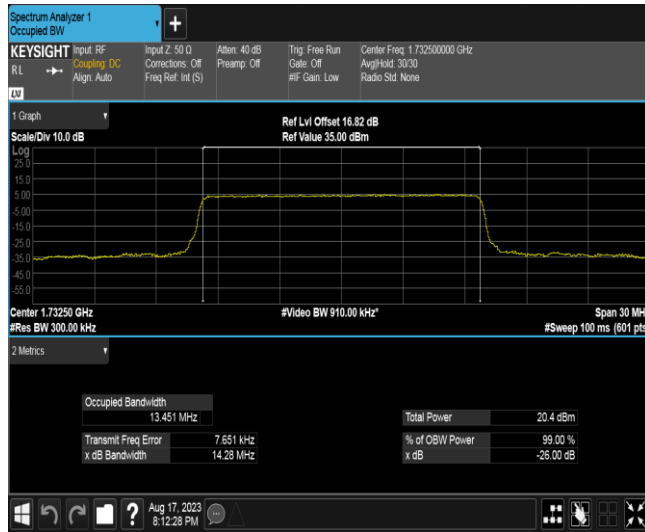 Spectrum Analyzer 1
Occupied BW
+
KEYSIGHT Input: RF Input Z: 50 Ω Atten: 40 dB Trig: Free Run Center Freq: 1.732500000 GHz
RL Coupling: DC Corrections: Off Preamp: Off Gate: Off Avg|Hold: 30/30
Align: Auto Freq Ref: Int (S) #IF Gain: Low Radio Std: None
LXI
1 Graph
Ref Lvl Offset 16.82 dB
Scale/Div 10.0 dB Ref Value 35.00 dBm
Log
25.0
15.0
5.00
-5.00
-15.0
-25.0
-35.0
-45.0
-55.0
Center 1.73250 GHz #Video BW 910.00 kHz* Span 30 MH
#Res BW 300.00 kHz #Sweep 100 ms (601 pts
2 Metrics
Occupied Bandwidth
13.451 MHz Total Power 20.4 dBm
Transmit Freq Error 7.651 kHz % of OBW Power 99.00 %
x dB Bandwidth 14.28 MHz x dB -26.00 dB
?
Aug 17, 2023
8:12:28 PM